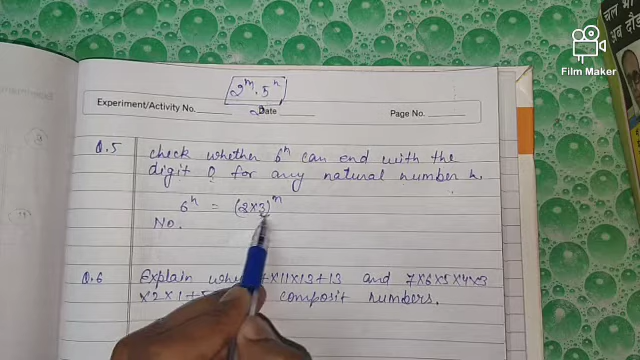 Film Maker
2^m · 5^n
Experiment/Activity No.
Date
Page No.
Q.5 check whether 6^n can end with the
digit 0 for any natural number n.
6^n = (2×3)^n
No.
Q.6 Explain 7×11×13+13 and 7×6×5×4×3
×2×1+5 composit numbers.